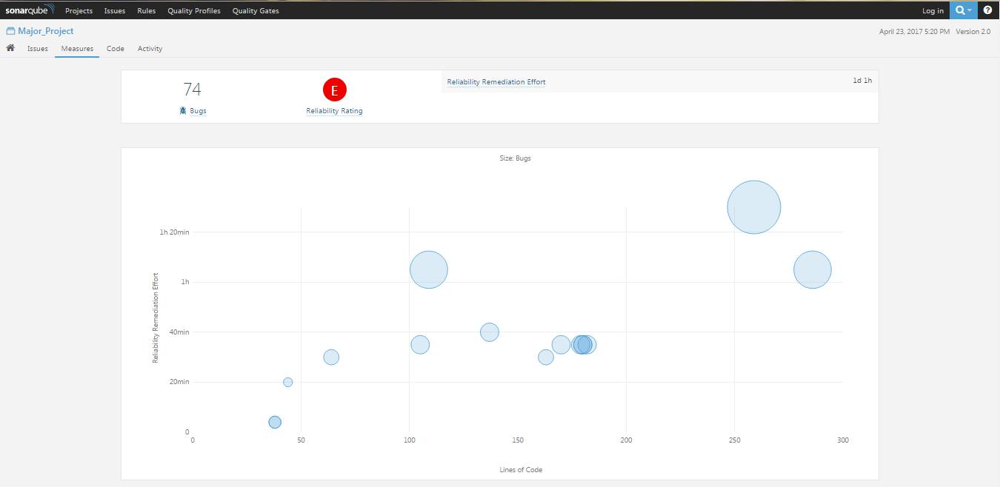 sonarqube Projects Issues Rules Quality Profiles Quality Gates Log in ?
Major_Project April 23, 2017 5:20 PM Version 2.0
Issues Measures Code Activity
74 E Reliability Remediation Effort 1d 1h
Bugs Reliability Rating
Size: Bugs
1h 20min
1h
40min
20min
0
Reliability Remediation Effort
0 50 100 150 200 250 300
Lines of Code